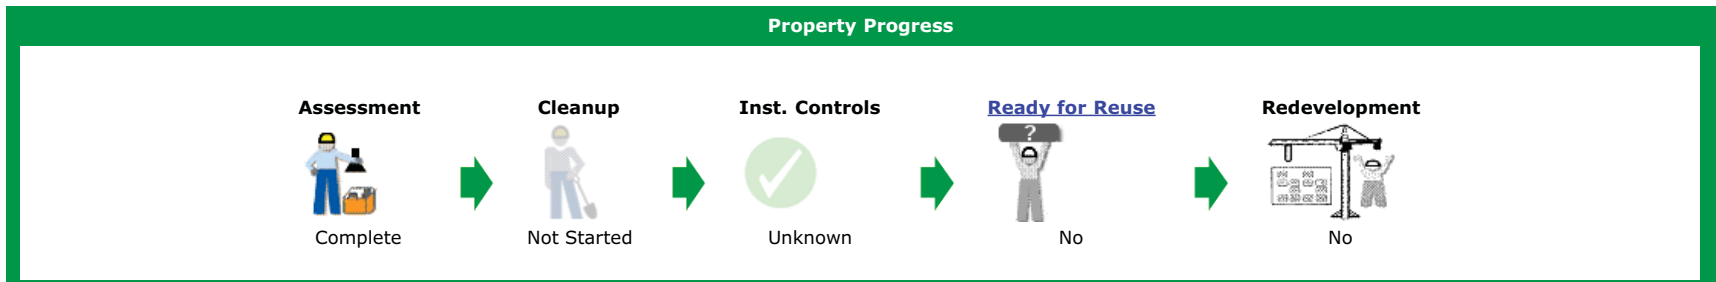 Property Progress
Assessment Cleanup Inst. Controls Ready for Reuse Redevelopment
?
Complete Not Started Unknown No No